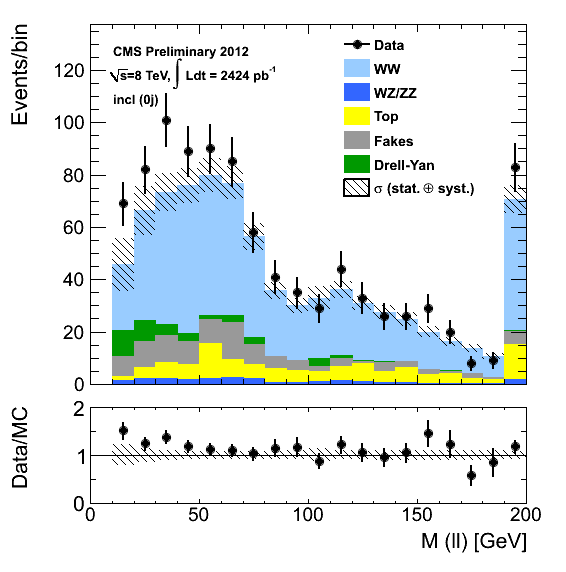 Events/bin
120
100
80
60
40
20
0
CMS Preliminary 2012
√s=8 TeV, ∫ Ldt = 2424 pb⁻¹
incl (0j)
Data
WW
WZ/ZZ
Top
Fakes
Drell-Yan
σ (stat. ⊕ syst.)
Data/MC
2
1
0
0 50 100 150 200
M (ll) [GeV]